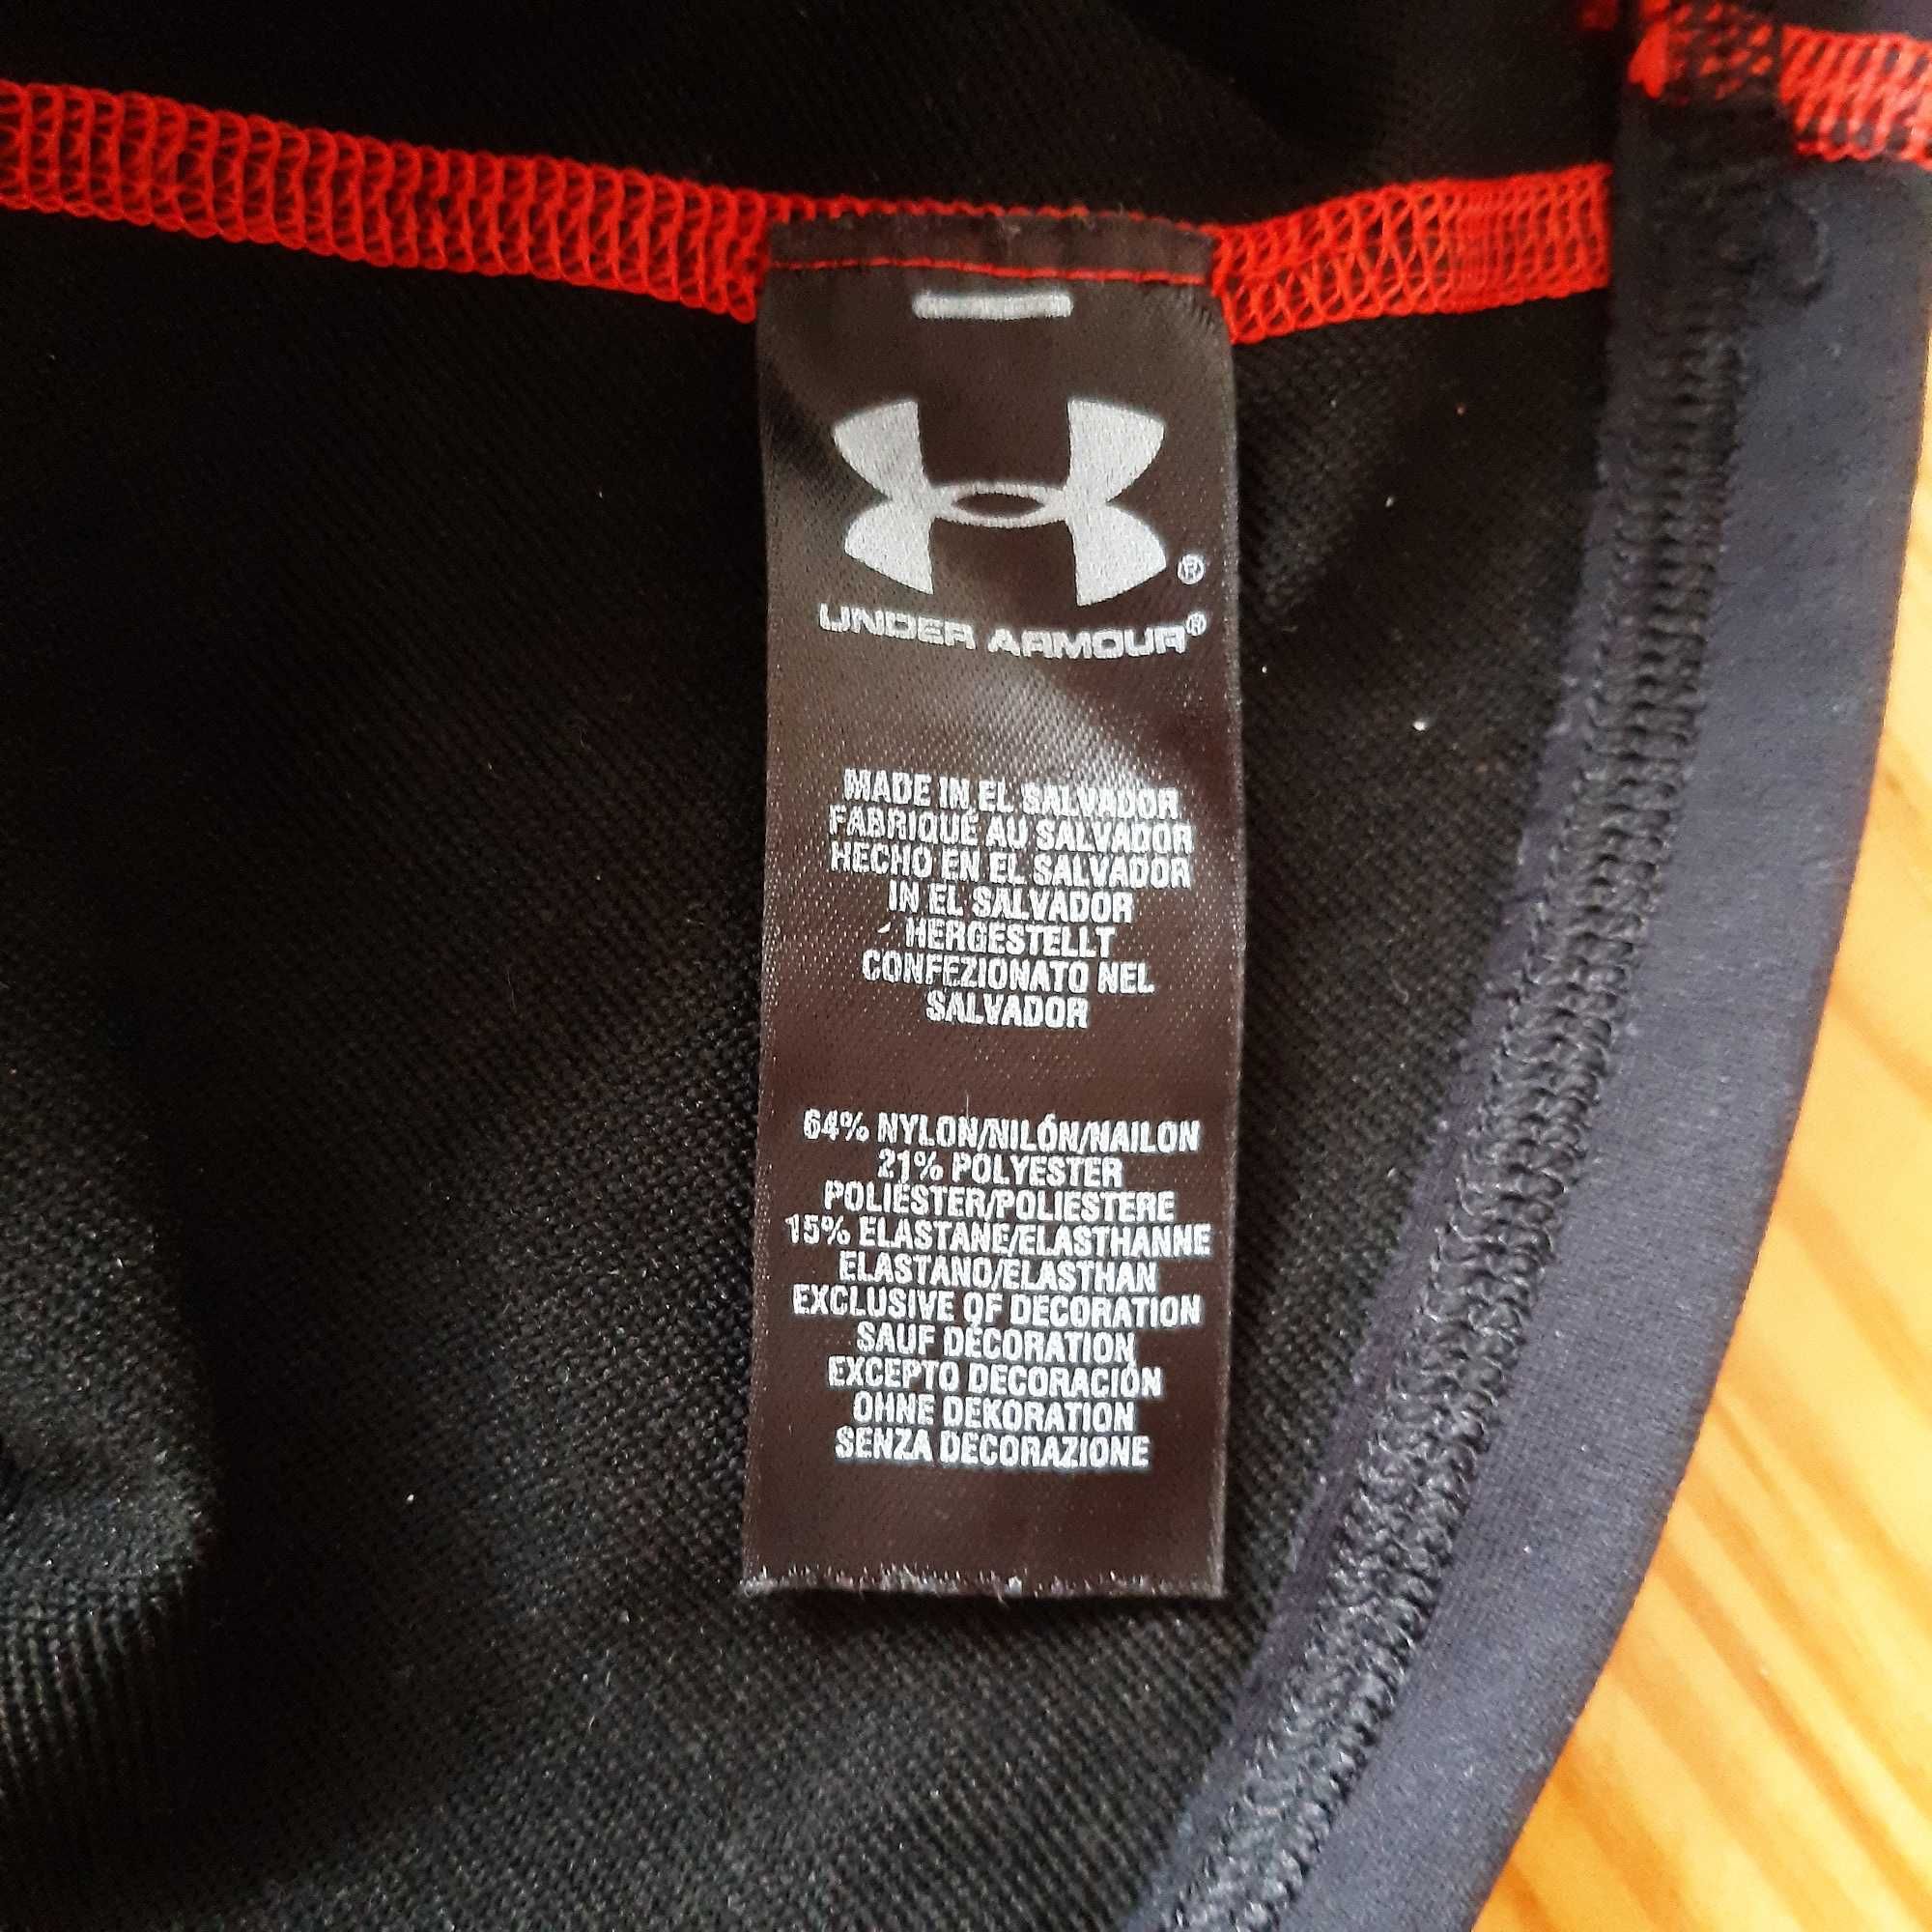 ®
UNDER ARMOUR®
MADE IN EL SALVADOR
FABRIQUÉ AU SALVADOR
HECHO EN EL SALVADOR
IN EL SALVADOR
HERGESTELLT
CONFEZIONATO NEL
SALVADOR
64% NYLON/NILÓN/NAILON
21% POLYESTER
POLIÉSTER/POLIESTERE
15% ELASTANE/ELASTHANNE
ELASTANO/ELASTHAN
EXCLUSIVE OF DECORATION
SAUF DÉCORATION
EXCEPTO DECORACIÓN
OHNE DEKORATION
SENZA DECORAZIONE